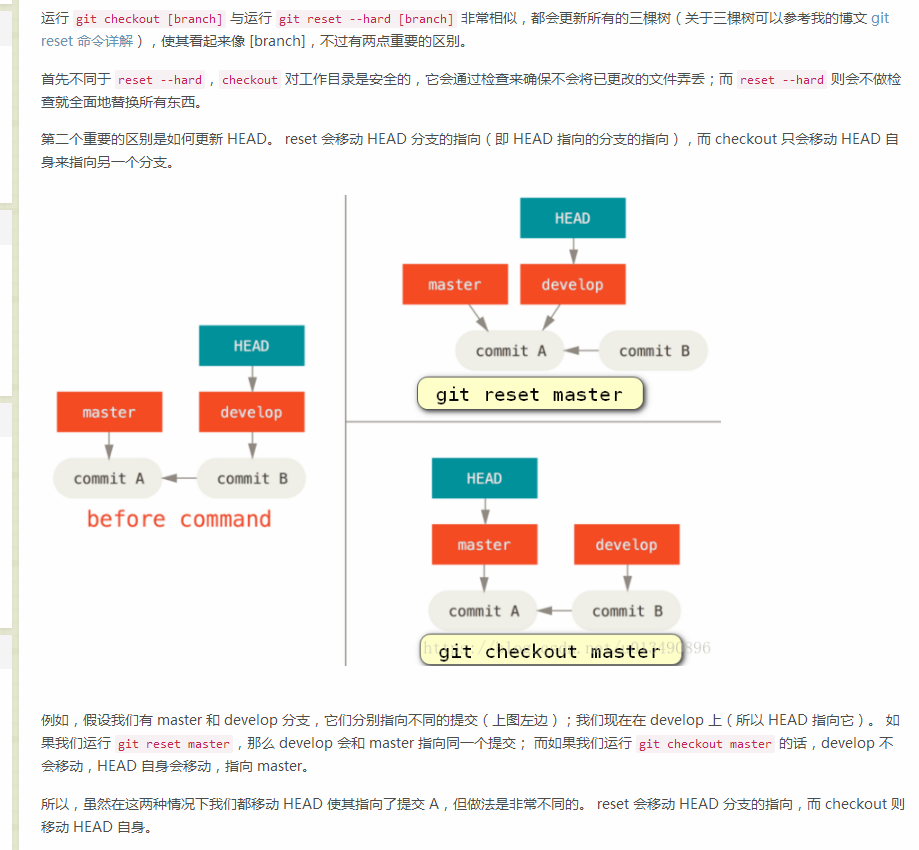 运行 git checkout [branch] 与运行 git reset --hard [branch] 非常相似，都会更新所有的三棵树（关于三棵树可以参考我的博文 git
reset 命令详解），使其看起来像 [branch]，不过有两点重要的区别。
首先不同于 reset --hard，checkout 对工作目录是安全的，它会通过检查来确保不会将已更改的文件弄丢；而 reset --hard 则会不做检
查就全面地替换所有东西。
第二个重要的区别是如何更新 HEAD。 reset 会移动 HEAD 分支的指向（即 HEAD 指向的分支的指向），而 checkout 只会移动 HEAD 自
身来指向另一个分支。
HEAD
master
develop
commit A
commit B
before command
HEAD
master
develop
commit A
commit B
git reset master
HEAD
master
develop
commit A
commit B
git checkout master
例如，假设我们有 master 和 develop 分支，它们分别指向不同的提交（上图左边）；我们现在在 develop 上（所以 HEAD 指向它）。 如
果我们运行 git reset master，那么 develop 会和 master 指向同一个提交； 而如果我们运行 git checkout master 的话，develop 不
会移动，HEAD 自身会移动，指向 master。
所以，虽然在这两种情况下我们都移动 HEAD 使其指向了提交 A，但做法是非常不同的。 reset 会移动 HEAD 分支的指向，而 checkout 则
移动 HEAD 自身。